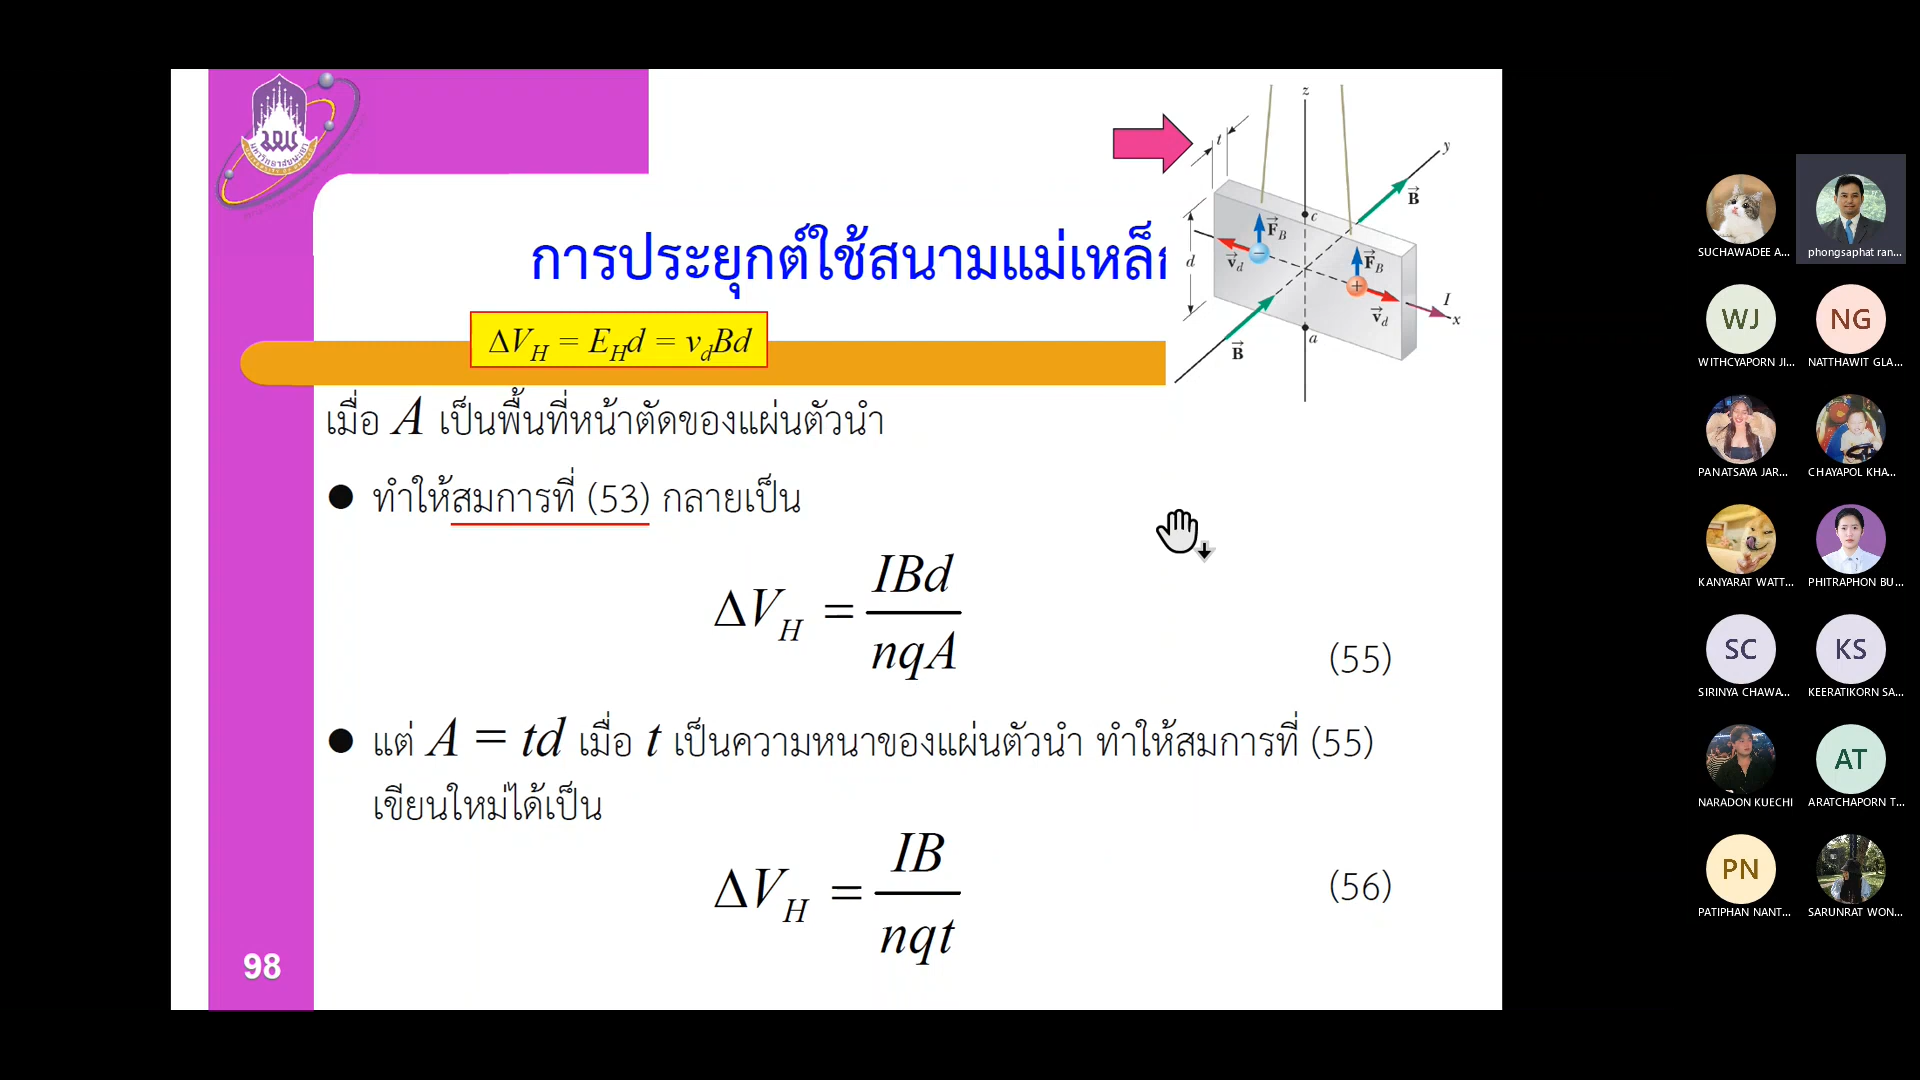 การประยุกต์ใช้สนามแม่เหล็ก
ΔV_H = E_H d = v_d Bd
เมื่อ A เป็นพื้นที่หน้าตัดของแผ่นตัวนำ
● ทำให้สมการที่ (53) กลายเป็น
ΔV_H = IBd / nqA
(55)
● แต่ A = td เมื่อ t เป็นความหนาของแผ่นตัวนำ ทำให้สมการที่ (55)
เขียนใหม่ได้เป็น
ΔV_H = IB / nqt
(56)
98
z
t
y
B
c
F_B
v_d
−
d
F_B
+
v_d
I
x
a
B
SUCHAWADEE A...
phongsaphat ran...
WJ
NG
WITHCYAPORN JI...
NATTHAWIT GLA...
PANATSAYA JAR...
CHAYAPOL KHA...
KANYARAT WATT...
PHITRAPHON BU...
SC
KS
SIRINYA CHAWA...
KEERATIKORN SA...
AT
NARADON KUECHI
ARATCHAPORN T...
PN
PATIPHAN NANT...
SARUNRAT WON...